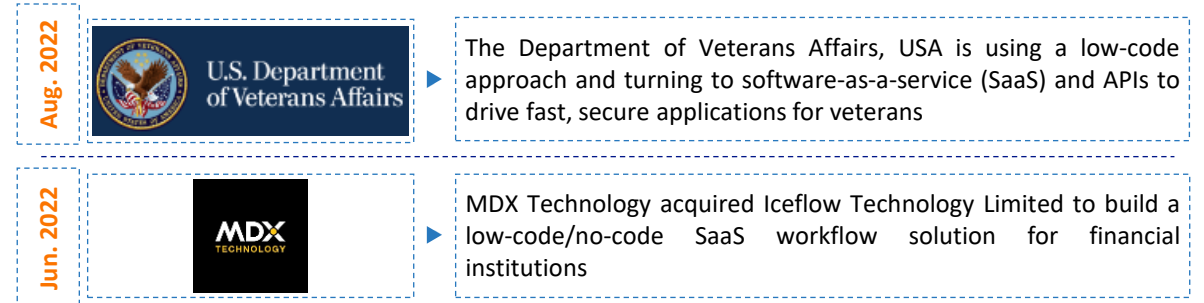 Aug. 2022
U.S. Department
of Veterans Affairs
The Department of Veterans Affairs, USA is using a low-code
approach and turning to software-as-a-service (SaaS) and APIs to
drive fast, secure applications for veterans
Jun. 2022
MDX
TECHNOLOGY
MDX Technology acquired Iceflow Technology Limited to build a
low-code/no-code SaaS workflow solution for financial
institutions